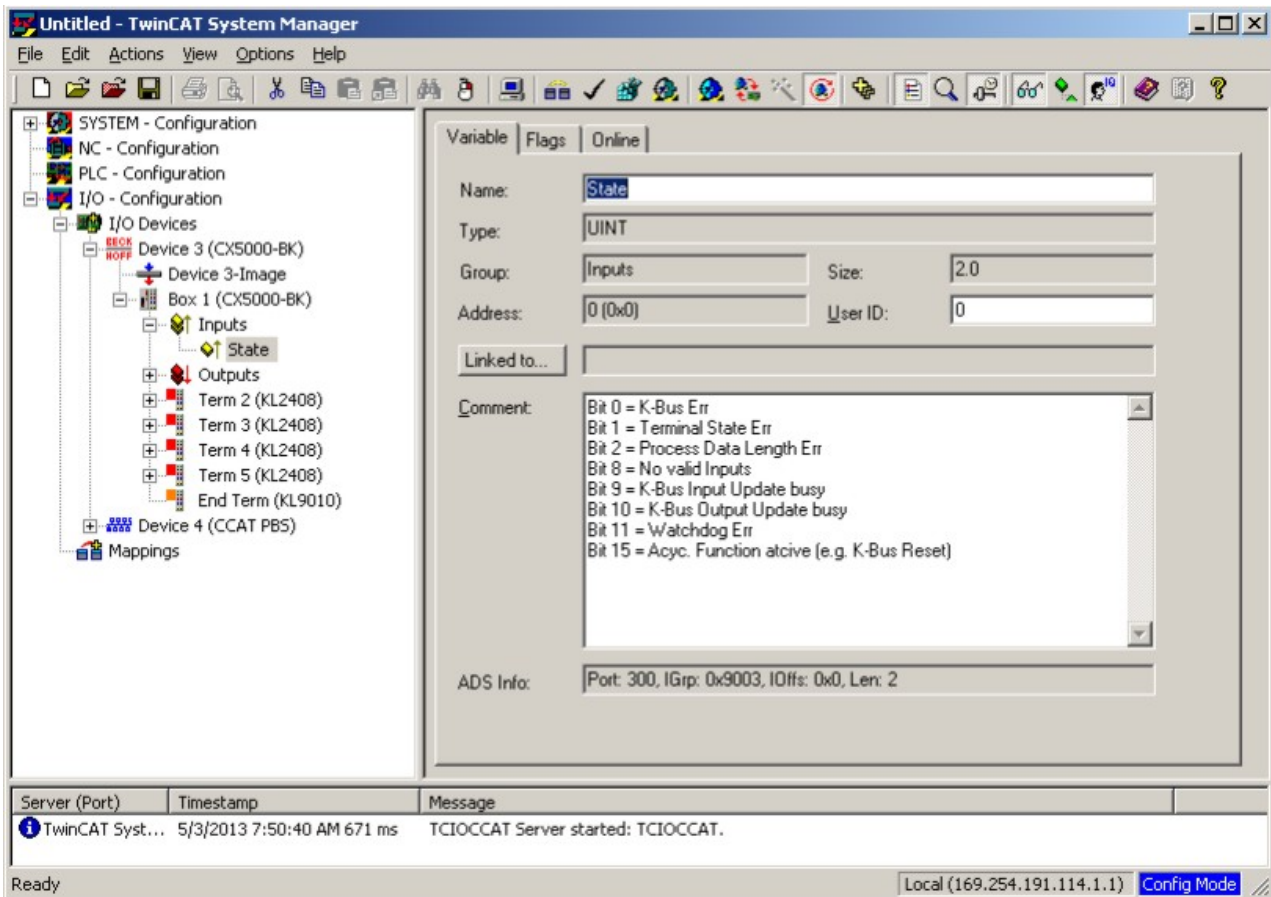 Untitled - TwinCAT System Manager
File Edit Actions View Options Help
SYSTEM - Configuration
NC - Configuration
PLC - Configuration
I/O - Configuration
I/O Devices
BECK
HOFF
Device 3 (CX5000-BK)
Device 3-Image
Box 1 (CX5000-BK)
Inputs
State
Outputs
Term 2 (KL2408)
Term 3 (KL2408)
Term 4 (KL2408)
Term 5 (KL2408)
End Term (KL9010)
Device 4 (CCAT PBS)
Mappings
Variable Flags Online
Name: State
Type: UINT
Group: Inputs Size: 2.0
Address: 0 (0x0) User ID: 0
Linked to...
Comment: Bit 0 = K-Bus Err
Bit 1 = Terminal State Err
Bit 2 = Process Data Length Err
Bit 8 = No valid Inputs
Bit 9 = K-Bus Input Update busy
Bit 10 = K-Bus Output Update busy
Bit 11 = Watchdog Err
Bit 15 = Acyc. Function atcive (e.g. K-Bus Reset)
ADS Info: Port: 300, IGrp: 0x9003, IOffs: 0x0, Len: 2
Server (Port) Timestamp Message
TwinCAT Syst... 5/3/2013 7:50:40 AM 671 ms TCIOCCAT Server started: TCIOCCAT.
Ready Local (169.254.191.114.1.1) Config Mode